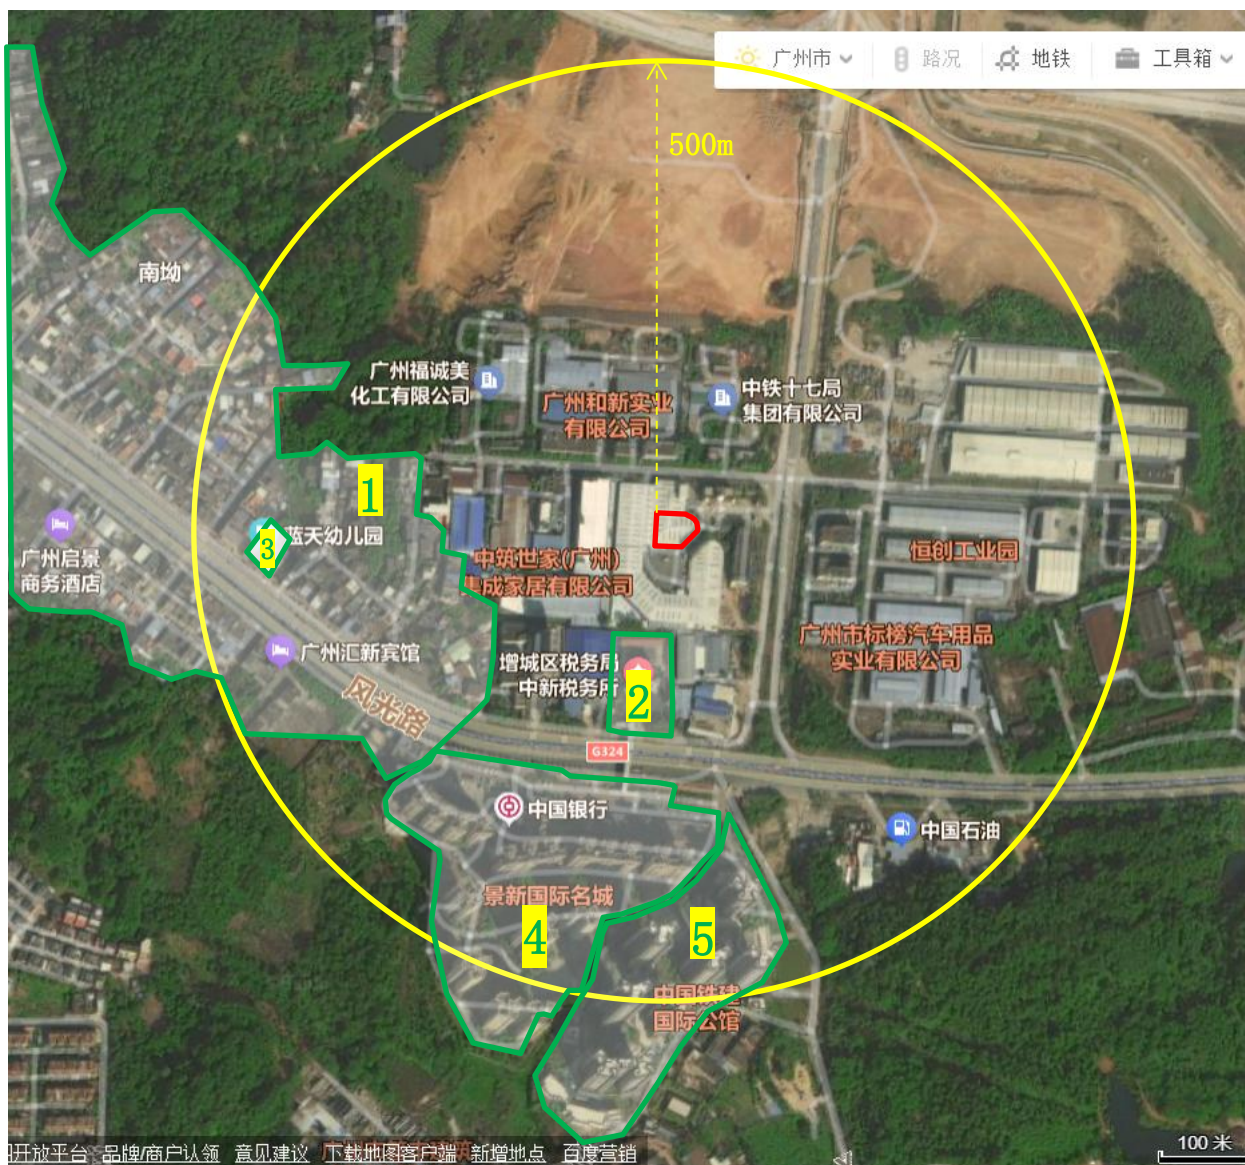 广州市
路况
地铁
工具箱
500m
南坳
广州福诚美
化工有限公司
广州和新实业
有限公司
中铁十七局
集团有限公司
1
蓝天幼儿园
3
广州启景
商务酒店
中筑世家(广州)
集成家居有限公司
恒创工业园
广州市标榜汽车用品
实业有限公司
广州汇新宾馆
增城区税务局
中新税务所
2
风光路
G324
中国银行
中国石油
景新国际名城
4
5
中国铁建
国际公馆
开放平台 品牌/商户认领 意见建议 下载地图客户端 新增地点 百度营销
100 米